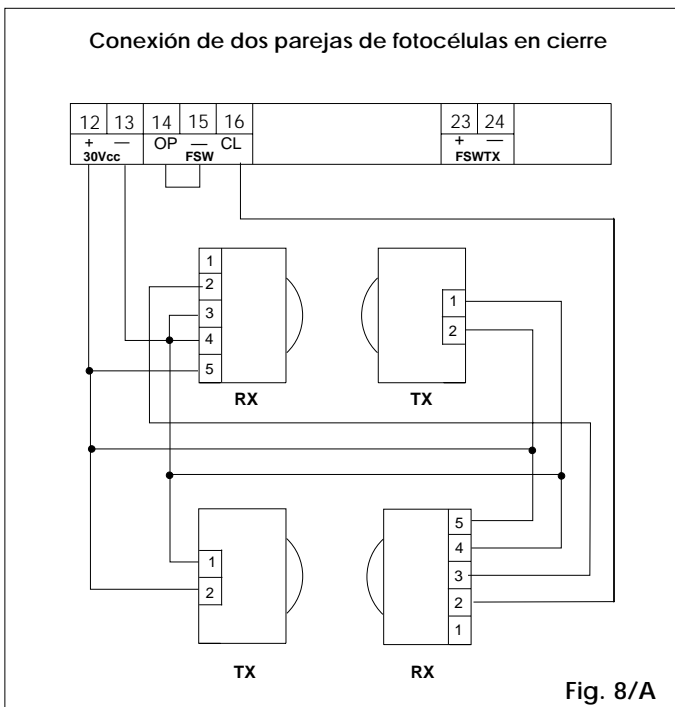 Conexión de dos parejas de fotocélulas en cierre
12 13 14 15 16 23 24
+ — OP — CL + —
30Vcc FSW FSWTX
1
2
3
4
5
RX
1
2
TX
1
2
TX
5
4
3
2
1
RX
Fig. 8/A